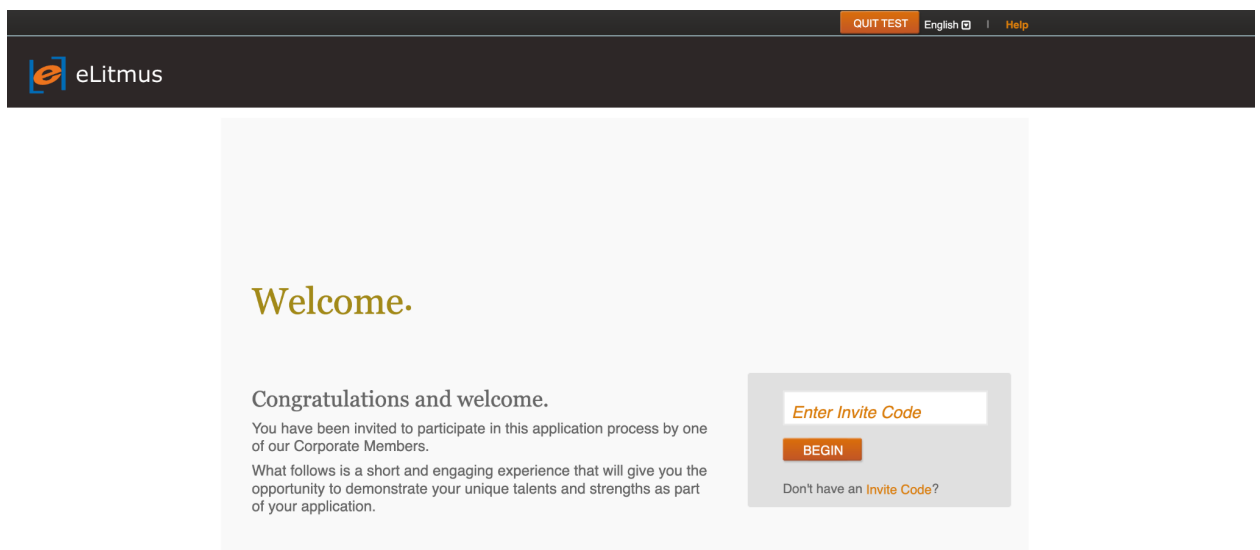 QUIT TEST English | Help
e eLitmus
Welcome.
Congratulations and welcome.
You have been invited to participate in this application process by one
of our Corporate Members.
What follows is a short and engaging experience that will give you the
opportunity to demonstrate your unique talents and strengths as part
of your application.
Enter Invite Code
BEGIN
Don't have an Invite Code?